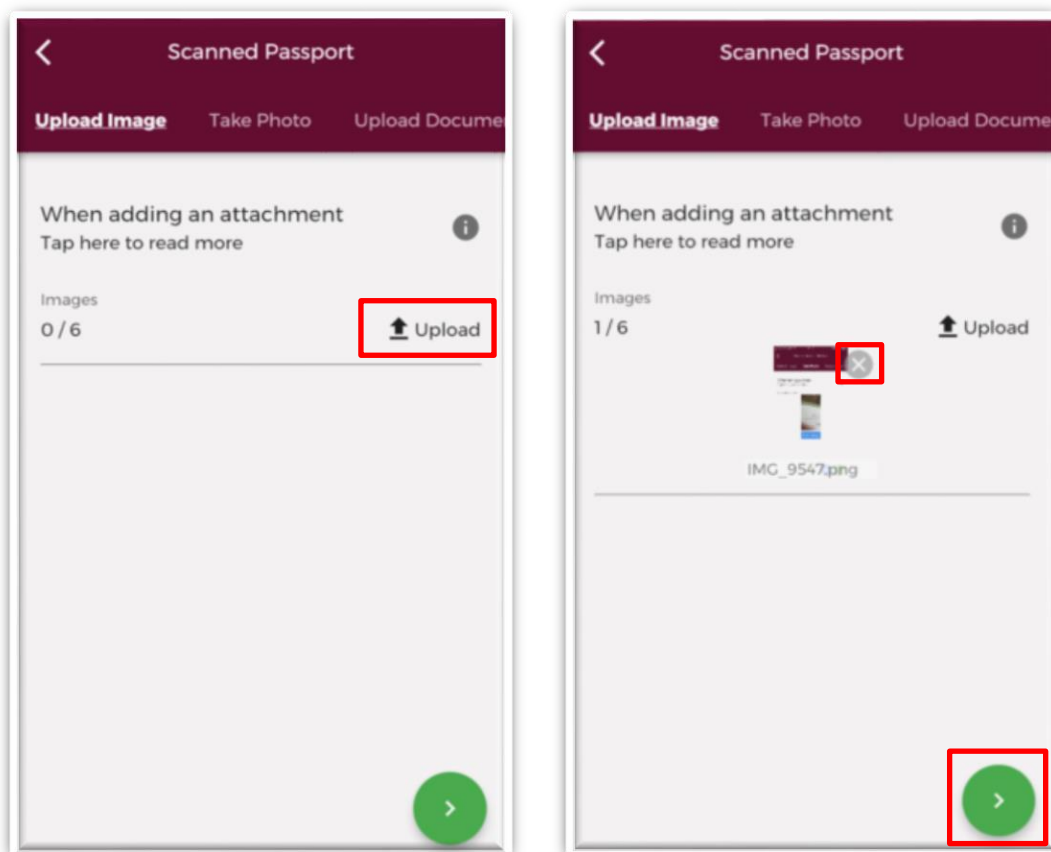 Scanned Passport
Upload Image Take Photo Upload Docume
When adding an attachment
Tap here to read more
Images
0 / 6 Upload
Scanned Passport
Upload Image Take Photo Upload Docume
When adding an attachment
Tap here to read more
Images
1 / 6 Upload
IMG_9547.png